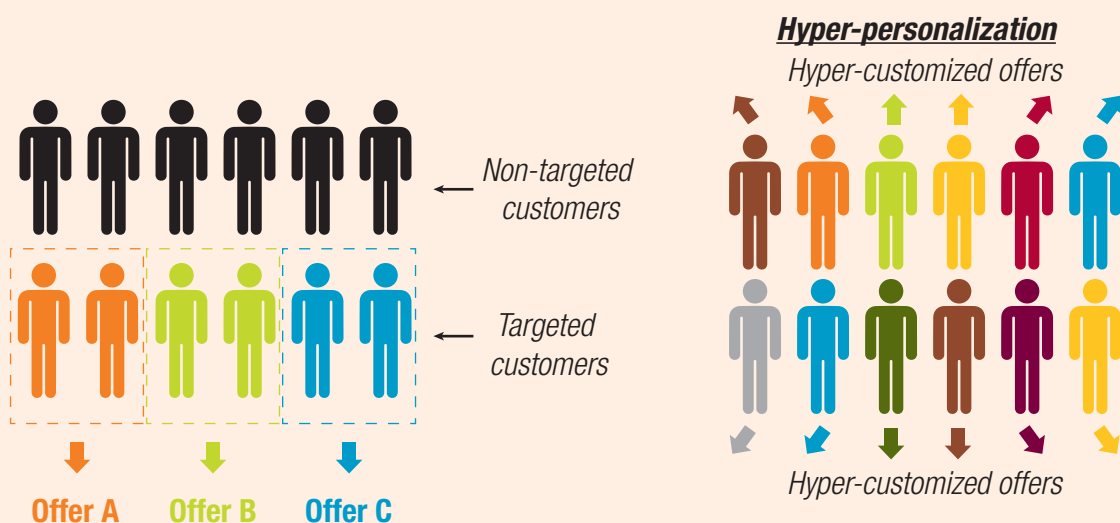 Non-targeted
customers
Targeted
customers
Offer A
Offer B
Offer C
Hyper-personalization
Hyper-customized offers
Hyper-customized offers